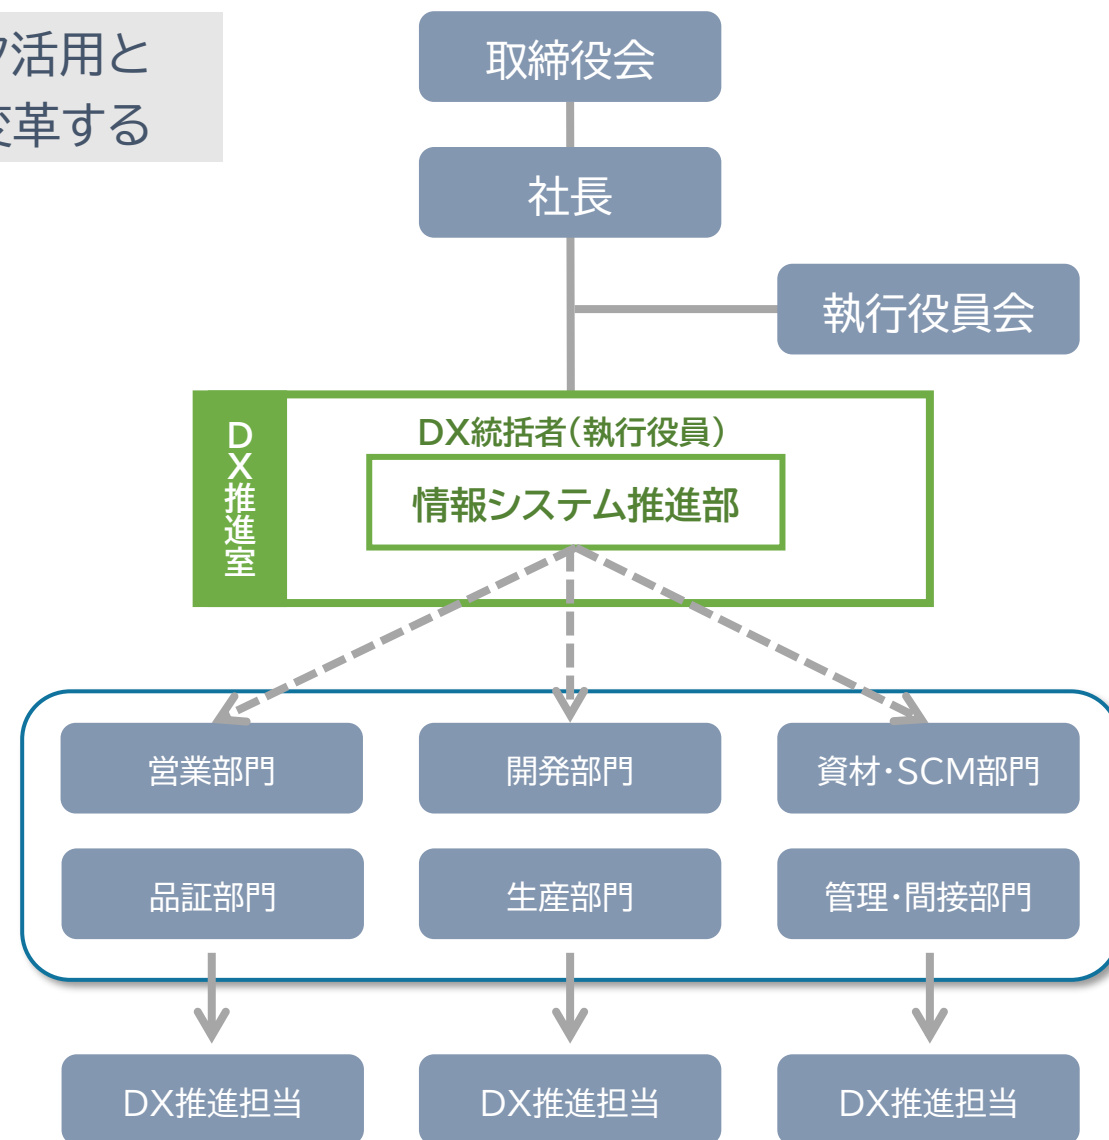 活用と
変革する
取締役会
社長
執行役員会
DX推進室
DX統括者(執行役員)
情報システム推進部
営業部門
開発部門
資材・SCM部門
品証部門
生産部門
管理・間接部門
DX推進担当
DX推進担当
DX推進担当